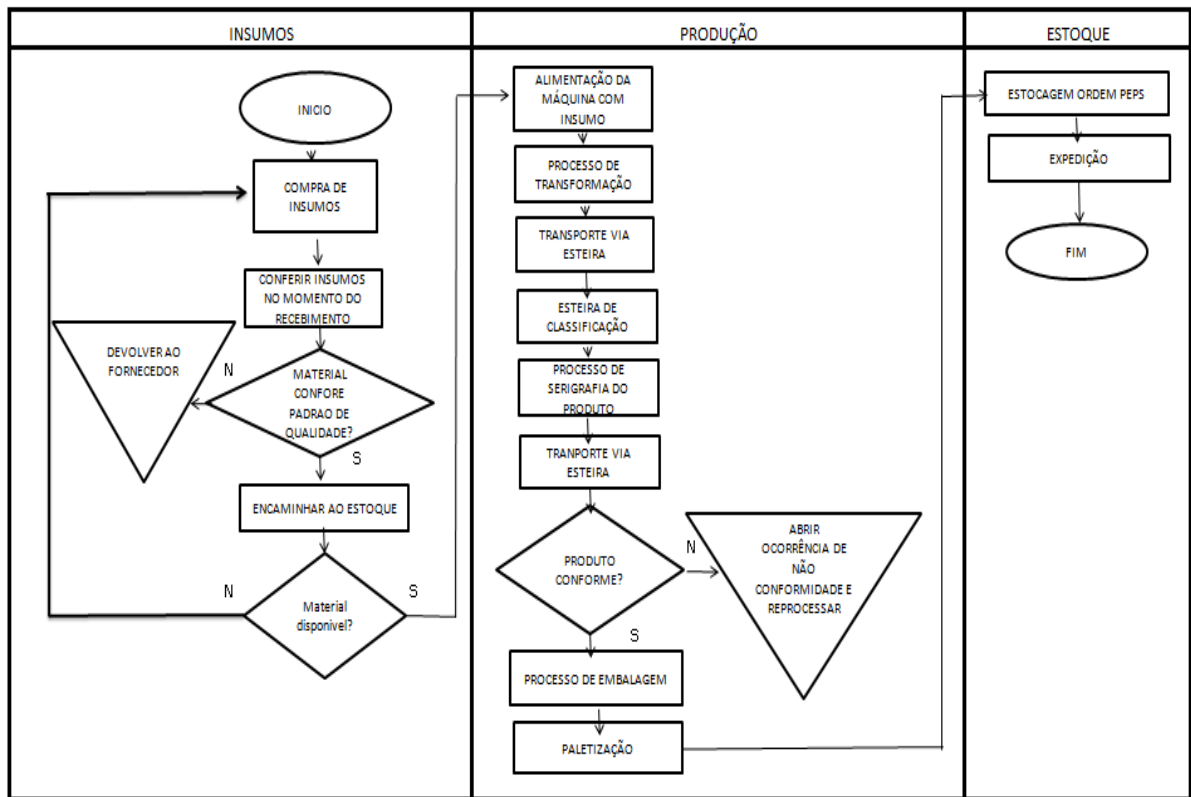 INSUMOS
PRODUÇÃO
ESTOQUE
INICIO
COMPRA DE
INSUMOS
CONFERIR INSUMOS
NO MOMENTO DO
RECEBIMENTO
DEVOLVER AO
FORNECEDOR
N
MATERIAL
CONFORE
PADRAO DE
QUALIDADE?
S
ENCAMINHAR AO ESTOQUE
N
S
Material
disponivel?
ALIMENTAÇÃO DA
MÁQUINA COM
INSUMO
PROCESSO DE
TRANSFORMAÇÃO
TRANSPORTE VIA
ESTEIRA
ESTEIRA DE
CLASSIFICAÇÃO
PROCESSO DE
SERIGRAFIA DO
PRODUTO
TRANPORTE VIA
ESTEIRA
PRODUTO
CONFORME?
N
ABRIR
OCORRÊNCIA DE
NÃO
CONFORMIDADE E
REPROCESSAR
S
PROCESSO DE EMBALAGEM
PALETIZAÇÃO
ESTOCAGEM ORDEM PEPS
EXPEDIÇÃO
FIM